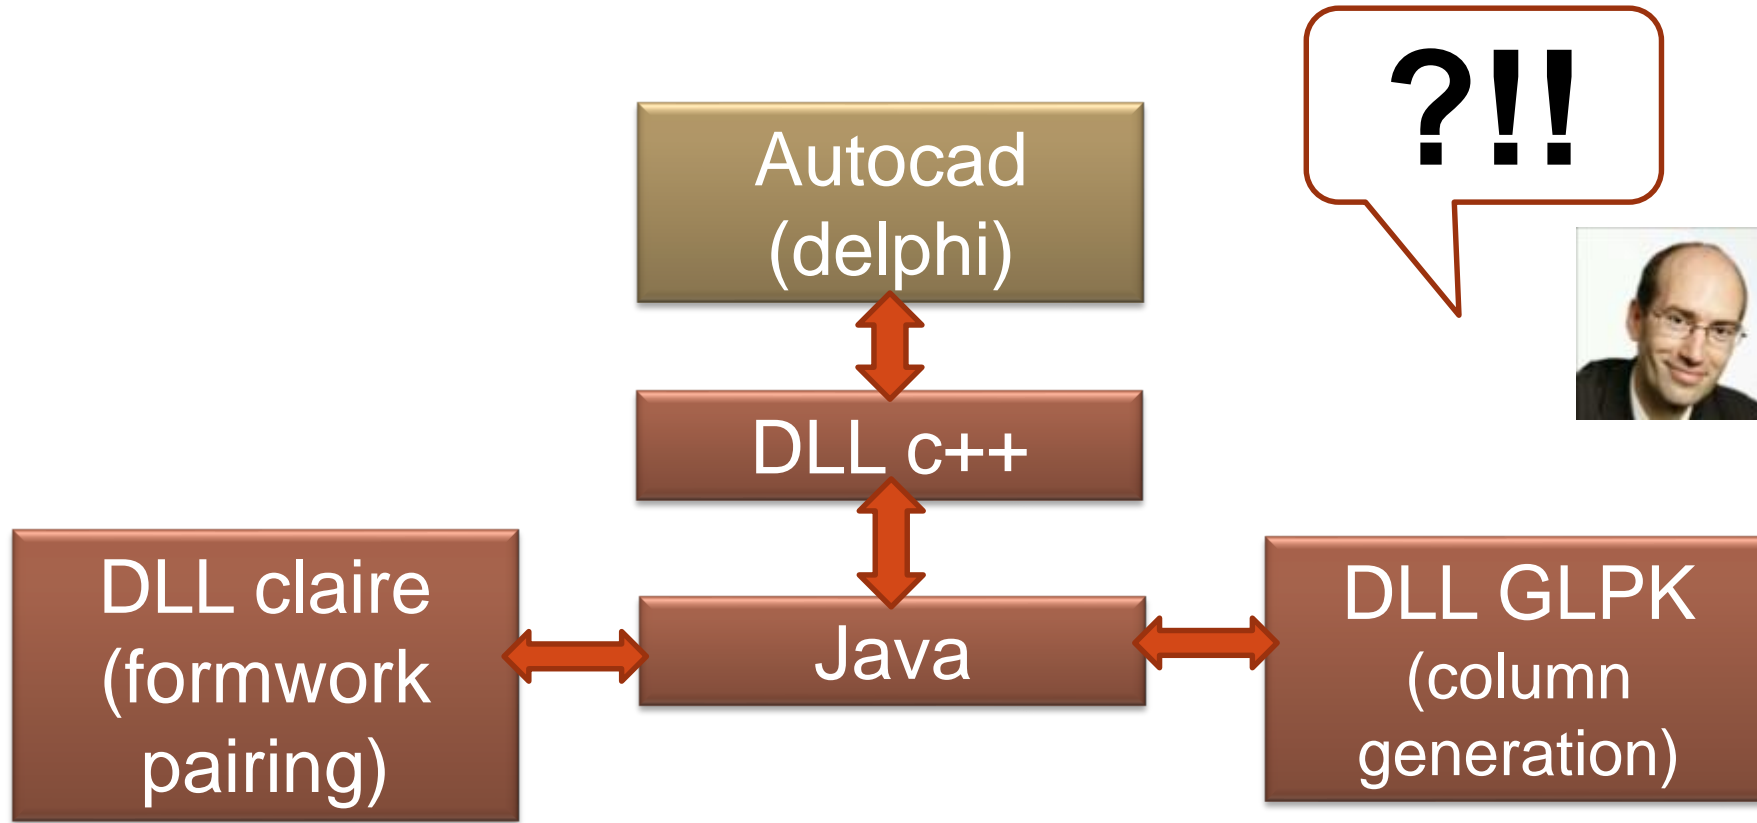 ?!!
Autocad
(delphi)
DLL c++
DLL claire
(formwork
pairing)
Java
DLL GLPK
(column
generation)